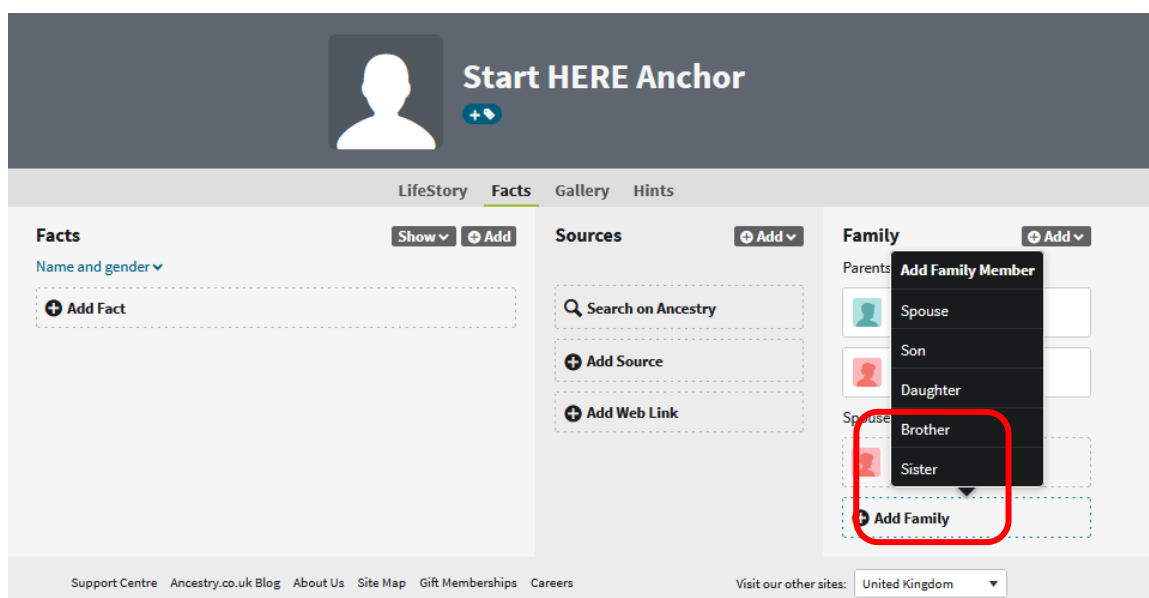 Start HERE Anchor
LifeStory Facts Gallery Hints
Facts
Show
Add
Name and gender
Add Fact
Sources
Add
Search on Ancestry
Add Source
Add Web Link
Family
Add
Parents
Add Family Member
Spouse
Son
Daughter
Spouse
Brother
Sister
Add Family
Support Centre Ancestry.co.uk Blog About Us Site Map Gift Memberships Careers
Visit our other sites: United Kingdom